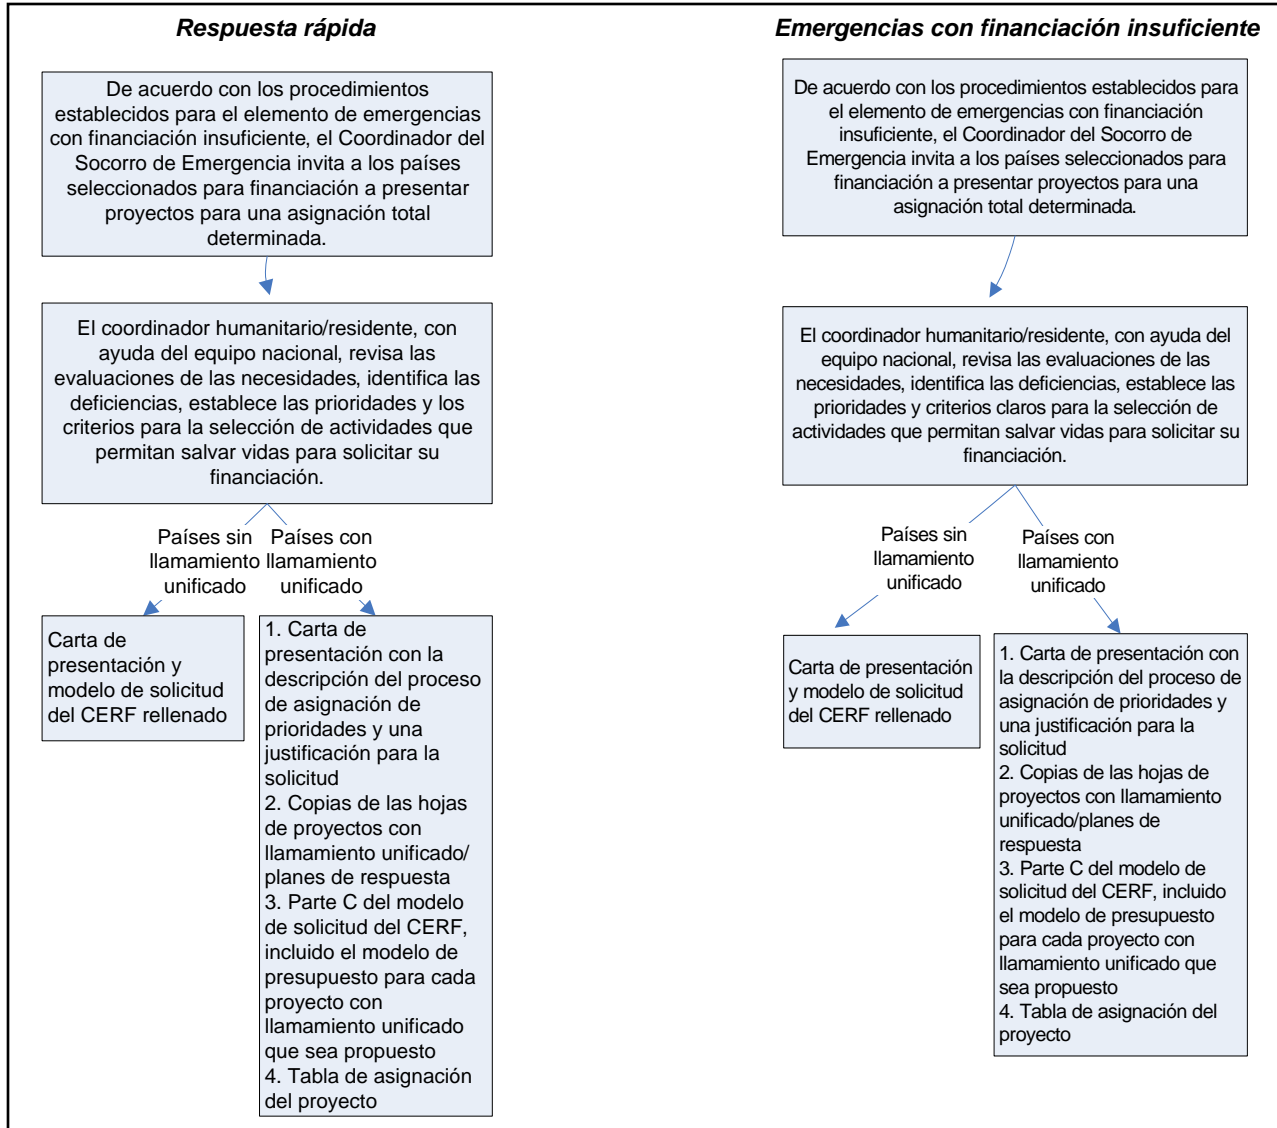 Respuesta rápida
De acuerdo con los procedimientos
establecidos para el elemento de emergencias
con financiación insuficiente, el Coordinador del
Socorro de Emergencia invita a los países
seleccionados para financiación a presentar
proyectos para una asignación total
determinada.
El coordinador humanitario/residente, con
ayuda del equipo nacional, revisa las
evaluaciones de las necesidades, identifica las
deficiencias, establece las prioridades y los
criterios para la selección de actividades que
permitan salvar vidas para solicitar su
financiación.
Países sin
llamamiento
unificado
Países con
llamamiento
unificado
Carta de
presentación y
modelo de solicitud
del CERF rellenado
1. Carta de
presentación con la
descripción del proceso
de asignación de
prioridades y una
justificación para la
solicitud
2. Copias de las hojas
de proyectos con
llamamiento unificado/
planes de respuesta
3. Parte C del modelo
de solicitud del CERF,
incluido el modelo de
presupuesto para cada
proyecto con
llamamiento unificado
que sea propuesto
4. Tabla de asignación
del proyecto
Emergencias con financiación insuficiente
De acuerdo con los procedimientos establecidos para
el elemento de emergencias con financiación
insuficiente, el Coordinador del Socorro de
Emergencia invita a los países seleccionados para
financiación a presentar proyectos para una
asignación total determinada.
El coordinador humanitario/residente, con ayuda del
equipo nacional, revisa las evaluaciones de las
necesidades, identifica las deficiencias, establece las
prioridades y criterios claros para la selección de
actividades que permitan salvar vidas para solicitar su
financiación.
Países sin
llamamiento
unificado
Países con
llamamiento
unificado
Carta de presentación
y modelo de solicitud
del CERF rellenado
1. Carta de presentación con
la descripción del proceso de
asignación de prioridades y
una justificación para la
solicitud
2. Copias de las hojas de
proyectos con llamamiento
unificado/planes de
respuesta
3. Parte C del modelo de
solicitud del CERF, incluido
el modelo de presupuesto
para cada proyecto con
llamamiento unificado que
sea propuesto
4. Tabla de asignación del
proyecto